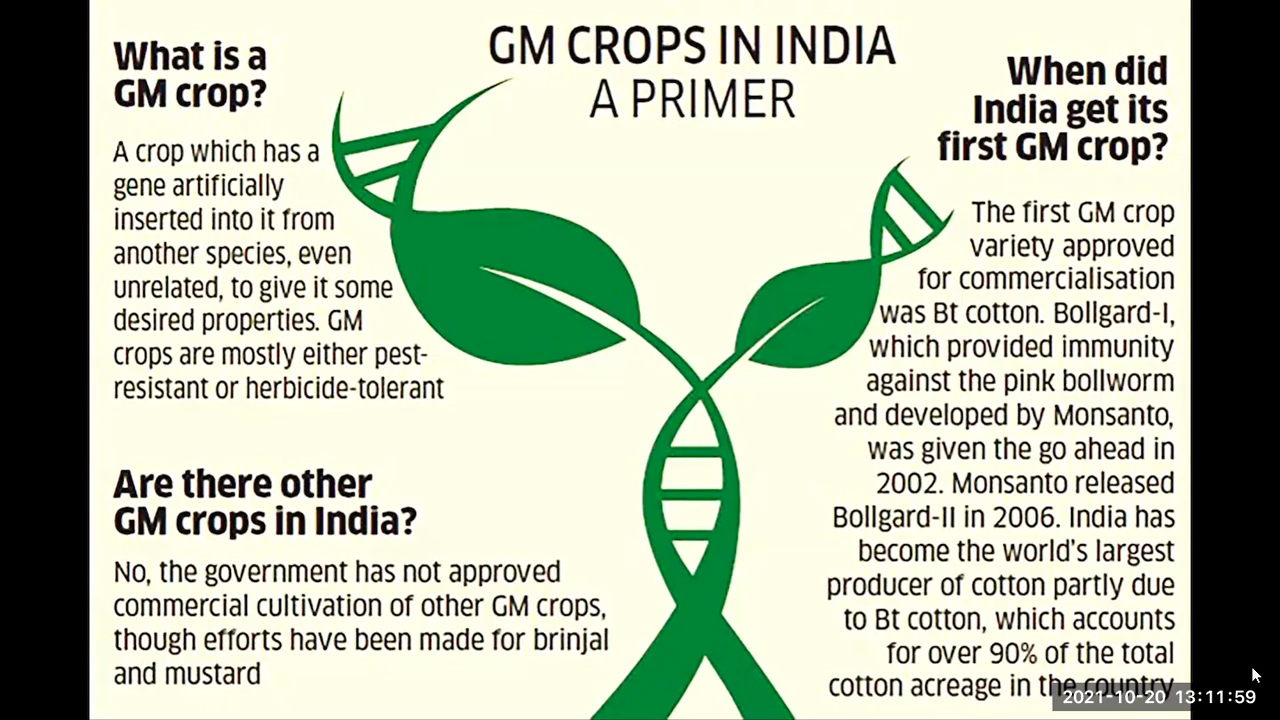 GM CROPS IN INDIA
A PRIMER
What is a
GM crop?
A crop which has a
gene artificially
inserted into it from
another species, even
unrelated, to give it some
desired properties. GM
crops are mostly either pest-
resistant or herbicide-tolerant
Are there other
GM crops in India?
No, the government has not approved
commercial cultivation of other GM crops,
though efforts have been made for brinjal
and mustard
When did
India get its
first GM crop?
The first GM crop
variety approved
for commercialisation
was Bt cotton. Bollgard-I,
which provided immunity
against the pink bollworm
and developed by Monsanto,
was given the go ahead in
2002. Monsanto released
Bollgard-II in 2006. India has
become the world's largest
producer of cotton partly due
to Bt cotton, which accounts
for over 90% of the total
cotton acreage in the country
2021-10-20 13:11:59